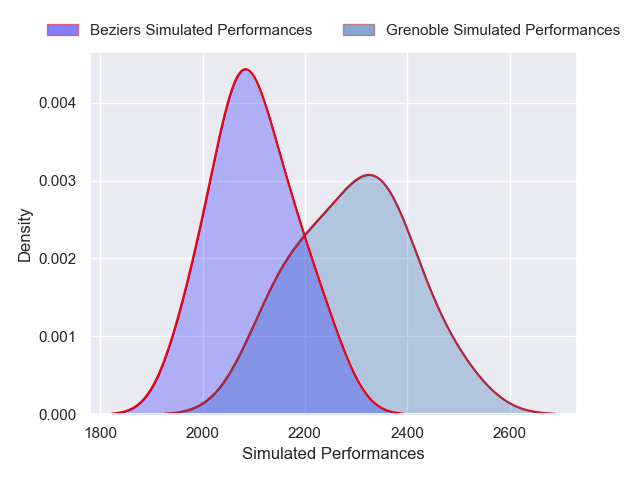 Beziers Simulated Performances Grenoble Simulated Performances
0.004
0.003
0.002
0.001
0.000
Density
1800 2000 2200 2400 2600
Simulated Performances